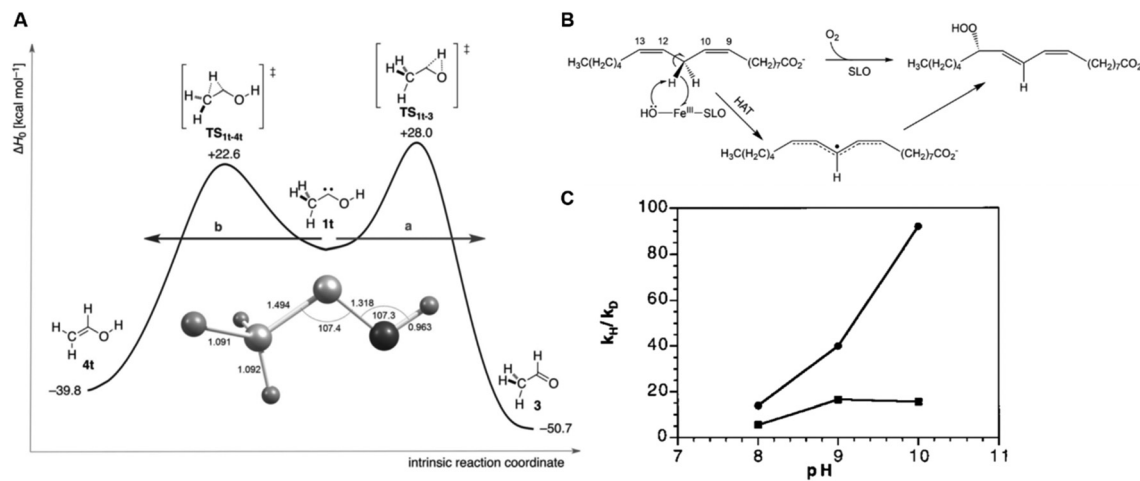 A
ΔH₀ [kcal mol⁻¹]
H
H
H
C
O
H
‡
TS₁ₜ₋₄ₜ
+22.6
H
H
H
C
O
H
‡
TS₁ₜ₋₃
+28.0
H
H
C
O
H
H
1t
b
a
1.494
1.318
107.3
0.963
107.4
1.091
1.092
H
H
C
O
H
H
4t
−39.8
H
H
H
C
O
H
3
−50.7
intrinsic reaction coordinate
B
13 12 10 9
H₃C(H₂C)₄
(CH₂)₇CO₂⁻
H H
HO Feᴵᴵᴵ SLO
O₂
SLO
HOO
H₃C(H₂C)₄
H
(CH₂)₇CO₂
HAT
H₃C(H₂C)₄
(CH₂)₇CO₂⁻
H
C
kH/kD
100
80
60
40
20
0
7 8 9 10 11
pH